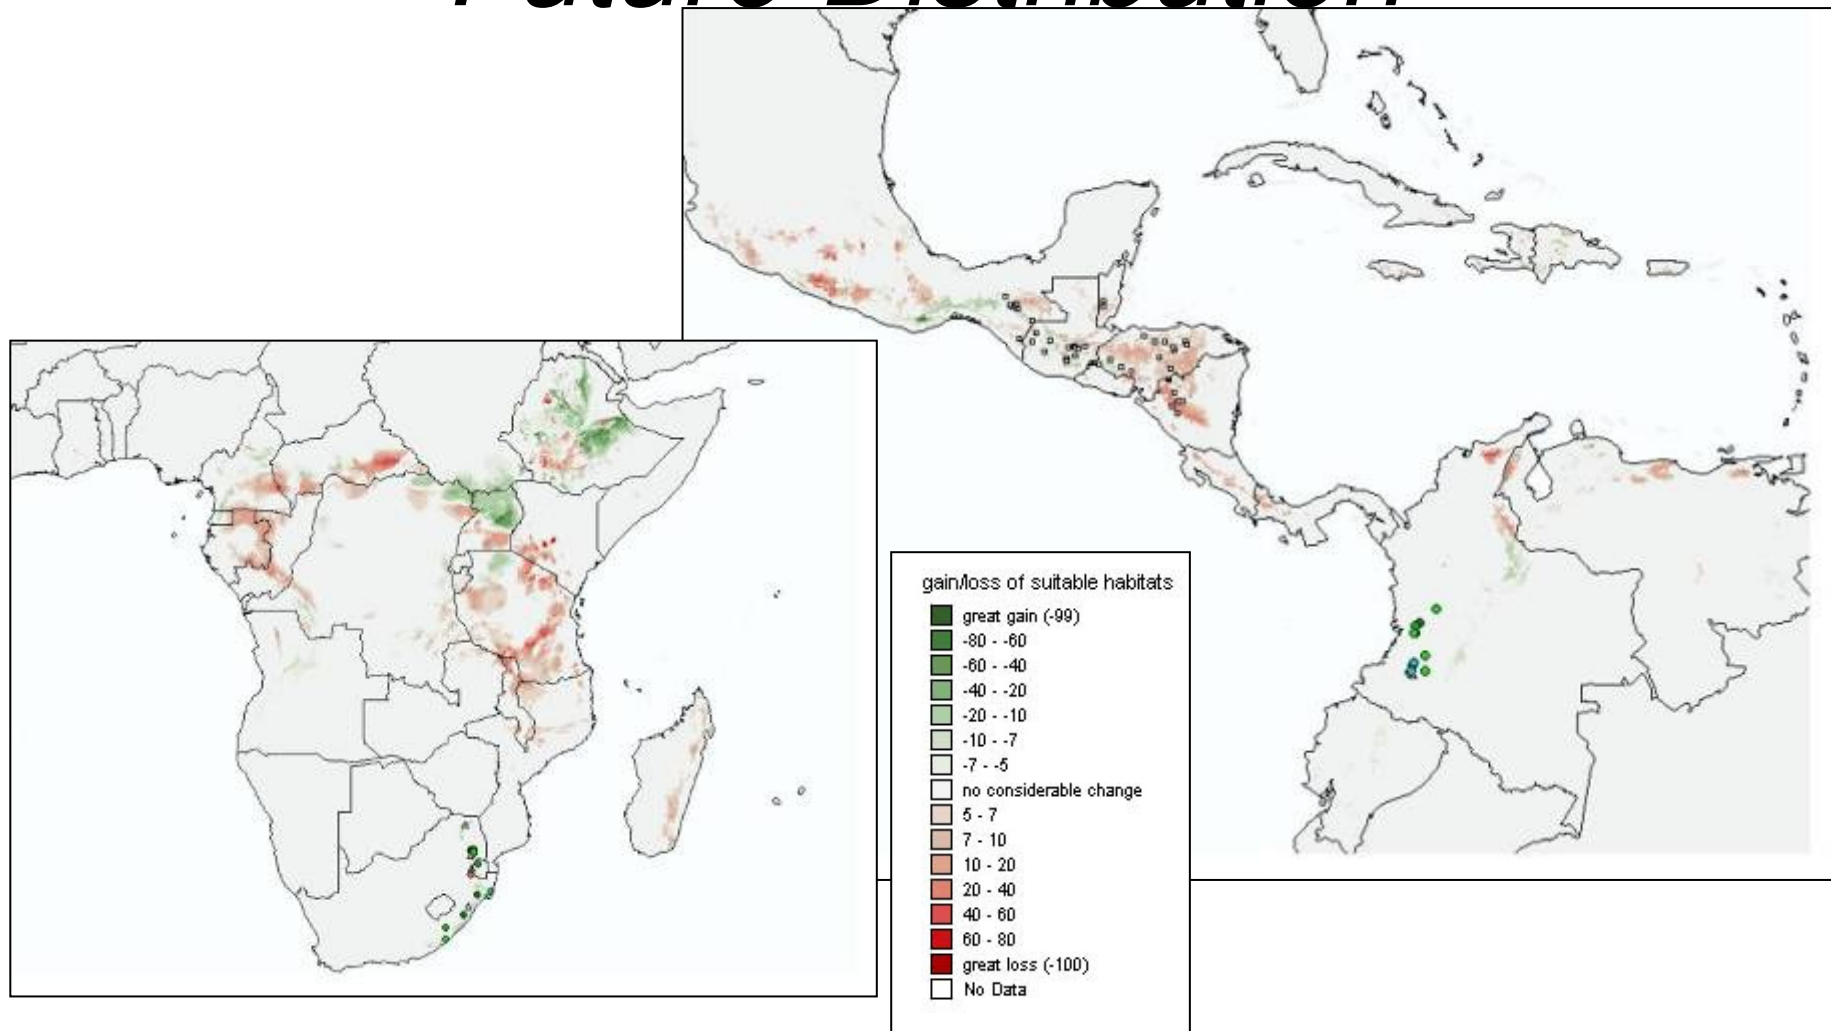 Future Distribution
gain/loss of suitable habitats
great gain (-99)
-80 - -60
-60 - -40
-40 - -20
-20 - -10
-10 - -7
-7 - -5
no considerable change
5 - 7
7 - 10
10 - 20
20 - 40
40 - 60
60 - 80
great loss (-100)
No Data